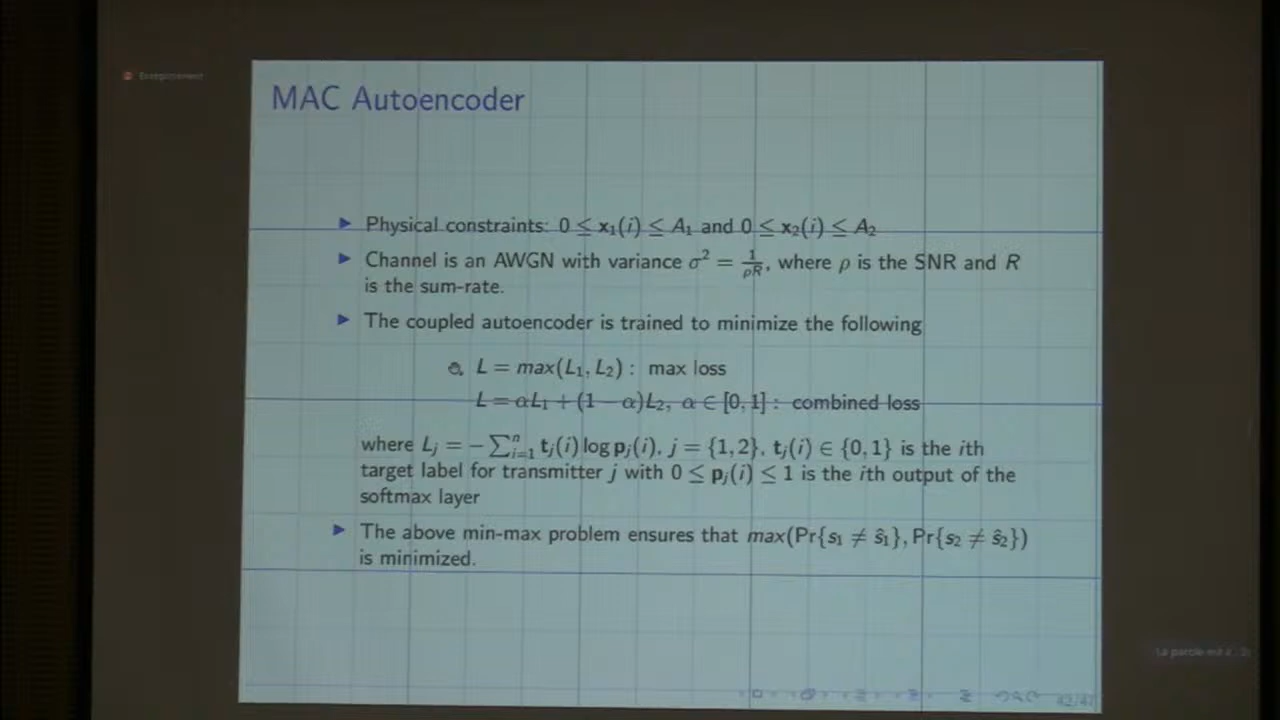 Enregistrement
MAC Autoencoder
▶ Physical constraints: 0 ≤ x₁(i) ≤ A₁ and 0 ≤ x₂(i) ≤ A₂
▶ Channel is an AWGN with variance σ² = 1/(ρR), where ρ is the SNR and R
is the sum-rate.
▶ The coupled autoencoder is trained to minimize the following
L = max(L₁, L₂) : max loss
L = αL₁ + (1 − α)L₂, α ∈ [0, 1] : combined loss
where Lⱼ = − ∑ⁿᵢ₌₁ tⱼ(i) log pⱼ(i), j = {1, 2}, tⱼ(i) ∈ {0, 1} is the ith
target label for transmitter j with 0 ≤ pⱼ(i) ≤ 1 is the ith output of the
softmax layer
▶ The above min-max problem ensures that max(Pr{s₁ ≠ ŝ₁}, Pr{s₂ ≠ ŝ₂})
is minimized.
La parole est à